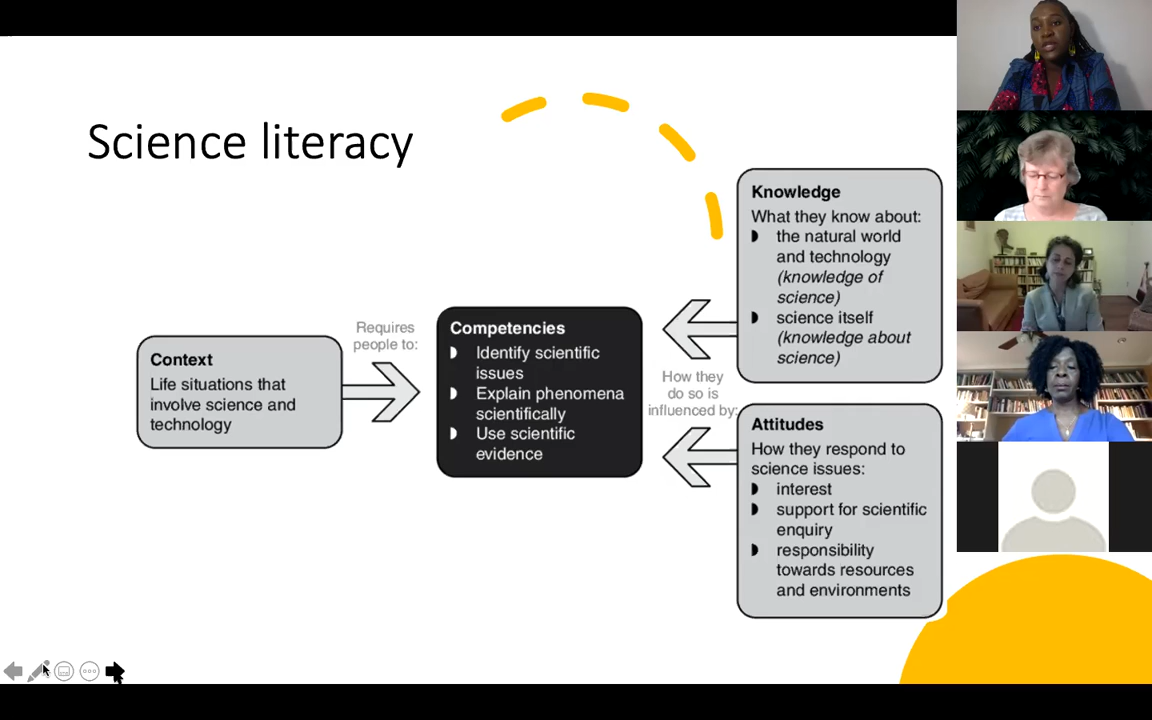 Science literacy
Context
Life situations that
involve science and
technology
Requires
people to:
Competencies
Identify scientific
issues
Explain phenomena
scientifically
Use scientific
evidence
How they
do so is
influenced by:
Knowledge
What they know about:
the natural world
and technology
(knowledge of
science)
science itself
(knowledge about
science)
Attitudes
How they respond to
science issues:
interest
support for scientific
enquiry
responsibility
towards resources
and environments